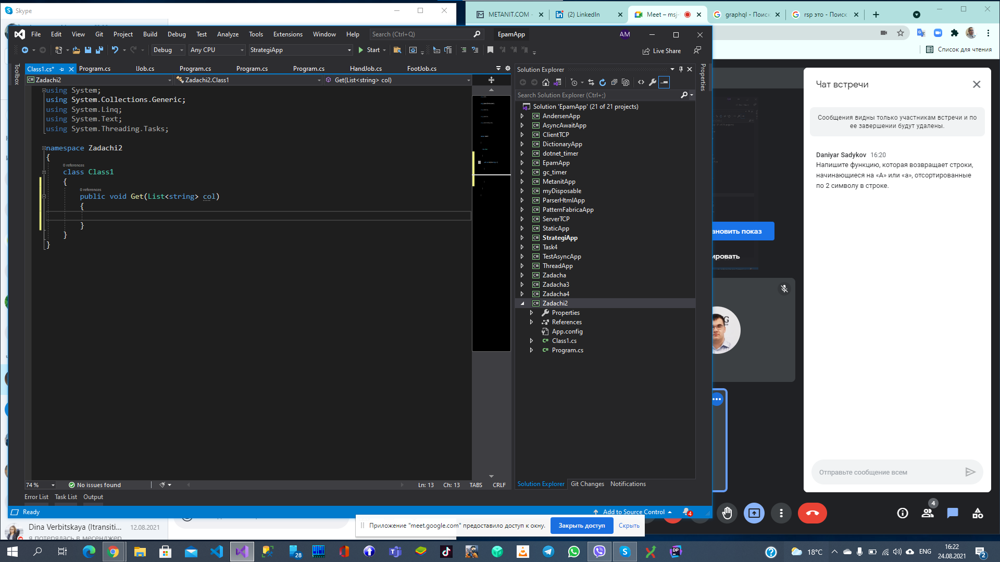 Skype
METANIT.COM -
(2) LinkedIn
Meet – msj-
graphql - Поиск
rsp это - Поиск
Список для чтения
File Edit View Git Project Build Debug Test Analyze Tools Extensions Window Help
Search (Ctrl+Q)
EpamApp
AM
Debug
Any CPU
StrategiApp
Start
Live Share
Toolbox
Class1.cs*
Program.cs
IJob.cs
Program.cs
Program.cs
Program.cs
HandJob.cs
FootJob.cs
Zadachi2
Zadachi2.Class1
Get(List<string> col)
using System;
using System.Collections.Generic;
using System.Linq;
using System.Text;
using System.Threading.Tasks;
namespace Zadachi2
{
0 references
class Class1
{
0 references
public void Get(List<string> col)
{
}
}
}
74 %
No issues found
Ln: 13
Ch: 13
TABS
CRLF
Error List
Task List
Output
Ready
Add to Source Control
4
Solution Explorer
Properties
Search Solution Explorer (Ctrl+;)
Solution 'EpamApp' (21 of 21 projects)
AndersenApp
AsyncAwaitApp
ClientTCP
DictionaryApp
dotnet_timer
EpamApp
gc_timer
MetanitApp
myDisposable
ParserHtmlApp
PatternFabricaApp
ServerTCP
StaticApp
StrategiApp
Task4
TestAsyncApp
ThreadApp
Zadacha
Zadacha3
Zadacha4
Zadachi2
Properties
References
App.config
Class1.cs
Program.cs
Solution Explorer
Git Changes
Notifications
Чат встречи
Сообщения видны только участникам встречи и по
ее завершении будут удалены.
Daniyar Sadykov 16:20
Напишите функцию, которая возвращает строки,
начинающиеся на «А» или «а», отсортированные
по 2 символу в строке.
ановить показ
ировать
Отправьте сообщение всем
4
Dina Verbitskaya (Itransiti...
12.08.2021
я потерялась в месенджер
Приложение "meet.google.com" предоставило доступ к окну.
Закрыть доступ
Скрыть
28
DP
18°C
ENG
16:22
24.08.2021
2